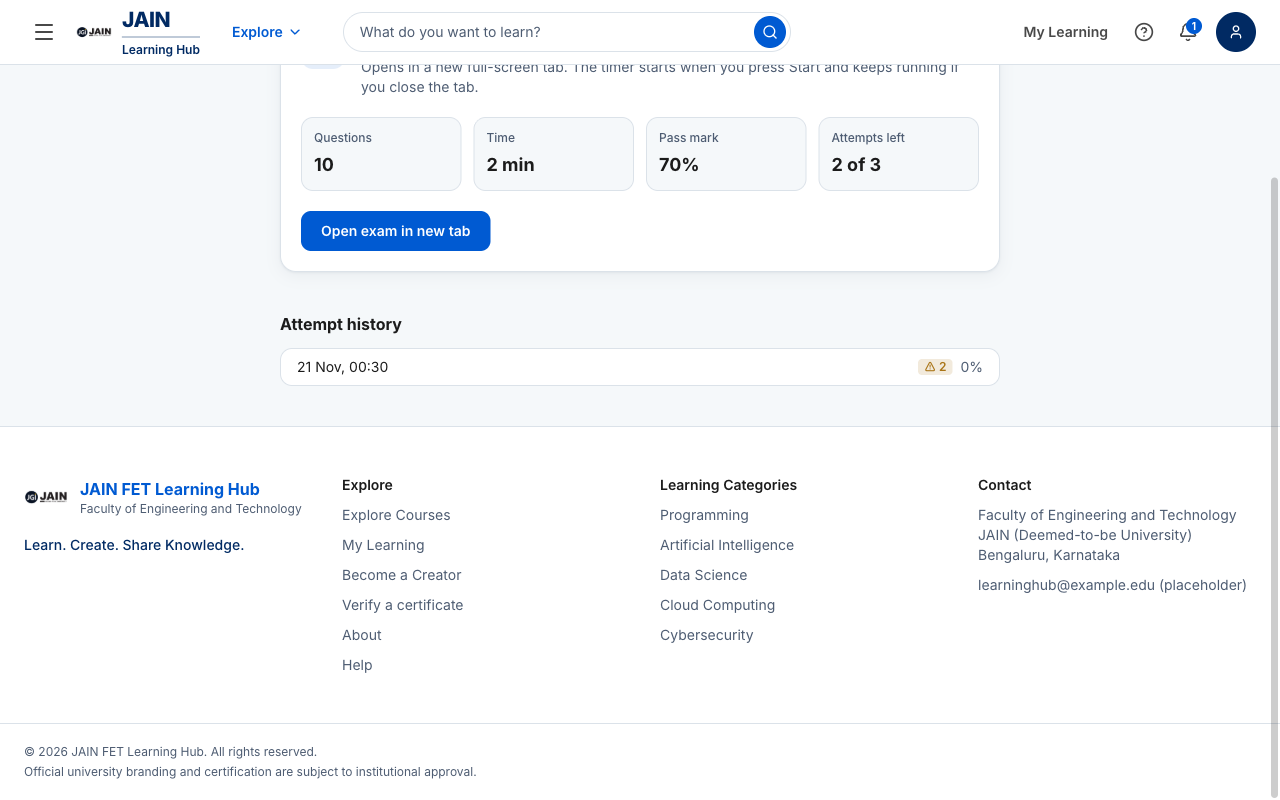 JGI JAIN
JAIN
Learning Hub
Explore
What do you want to learn?
My Learning
1
Opens in a new full-screen tab. The timer starts when you press Start and keeps running if
you close the tab.
Questions
10
Time
2 min
Pass mark
70%
Attempts left
2 of 3
Open exam in new tab
Attempt history
21 Nov, 00:30
2
0%
JGI JAIN
JAIN FET Learning Hub
Faculty of Engineering and Technology
Learn. Create. Share Knowledge.
Explore
Explore Courses
My Learning
Become a Creator
Verify a certificate
About
Help
Learning Categories
Programming
Artificial Intelligence
Data Science
Cloud Computing
Cybersecurity
Contact
Faculty of Engineering and Technology
JAIN (Deemed-to-be University)
Bengaluru, Karnataka
learninghub@example.edu (placeholder)
© 2026 JAIN FET Learning Hub. All rights reserved.
Official university branding and certification are subject to institutional approval.